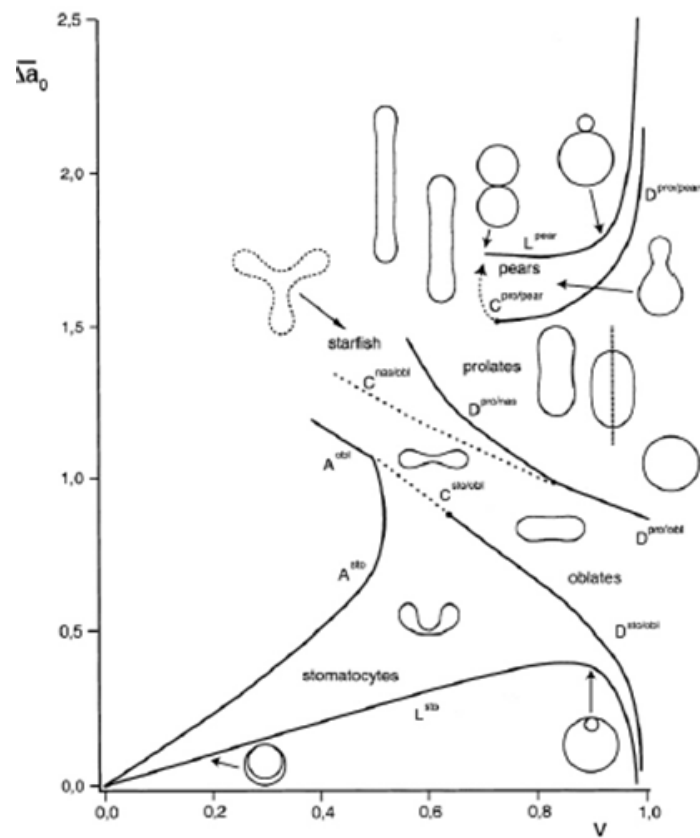 2,5
Δa̅₀
2,0
D^pro/pear
L^pear
pears
C^pro/pear
1,5
starfish
C^nas/obl
prolates
D^pro/nas
A^obl
1,0
C^sto/obl
D^pro/obl
A^sto
oblates
0,5
D^sto/obl
stomatocytes
L^sto
0,0
0,0 0,2 0,4 0,6 0,8 1,0
v